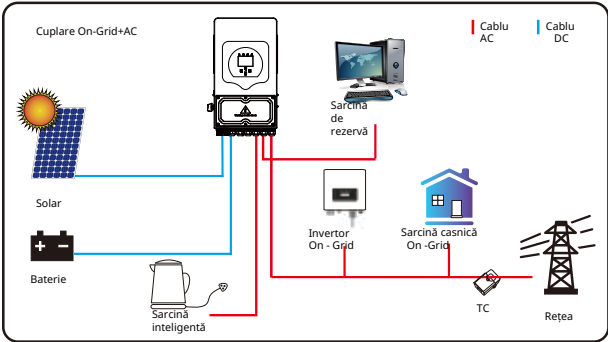 Cuplare On-Grid+AC
Cablu
AC
Cablu
DC
Sarcină
de
rezervă
Solar
Invertor
On - Grid
Sarcină casnică
On -Grid
Baterie
Sarcină
inteligentă
TC
Rețea